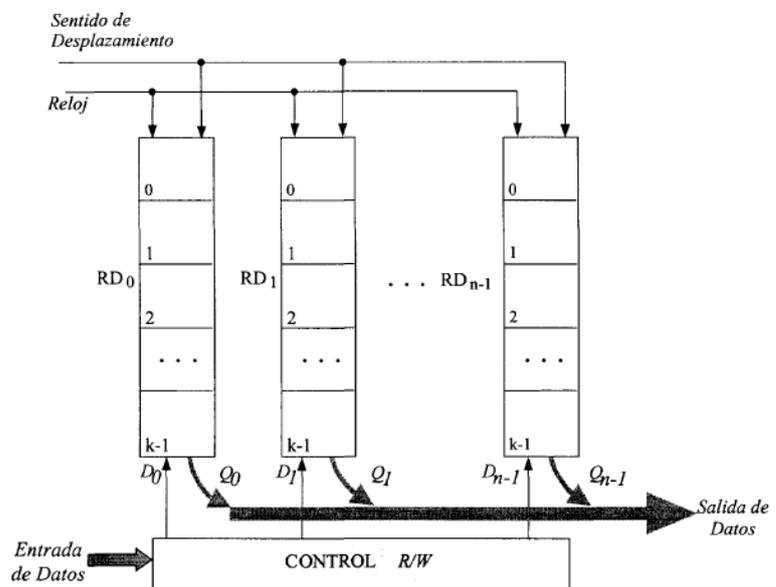 Sentido de
Desplazamiento
Reloj
0 0 0
1 1 1
RD0 RD1 . . . RDn-1
2 2 2
. . . . . . . . .
k-1 k-1 k-1
D0 Q0 D1 Q1 Dn-1 Qn-1
Salida de
Datos
Entrada
de Datos
CONTROL R/W